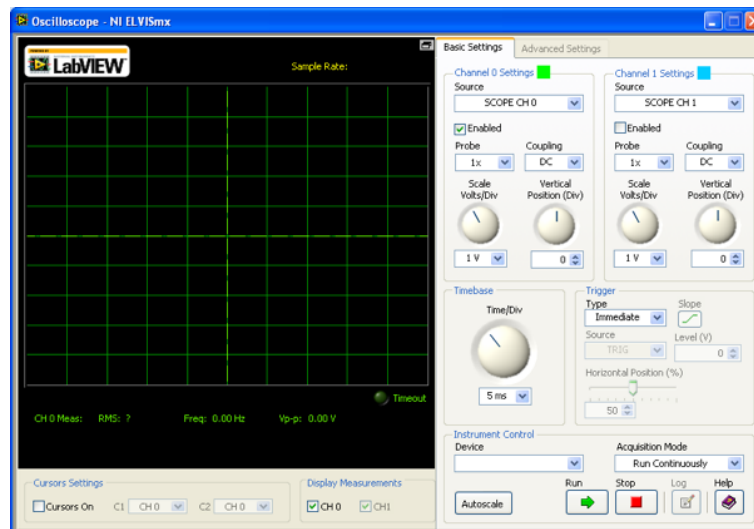 Oscilloscope - NI ELVISmx
POWERED BY
LabVIEW
Sample Rate:
CH 0 Meas: RMS: ? Freq: 0.00 Hz Vp-p: 0.00 V
Timeout
Cursors Settings
Cursors On C1 CH 0 C2 CH 0
Display Measurements
CH 0 CH1
Basic Settings Advanced Settings
Channel 0 Settings
Source
SCOPE CH 0
Enabled
Probe Coupling
1x DC
Scale Vertical
Volts/Div Position (Div)
1 V 0
Channel 1 Settings
Source
SCOPE CH 1
Enabled
Probe Coupling
1x DC
Scale Vertical
Volts/Div Position (Div)
1 V 0
Timebase
Time/Div
5 ms
Trigger
Type Slope
Immediate
Source Level (V)
TRIG 0
Horizontal Position (%)
50
Instrument Control
Device Acquisition Mode
Run Continuously
Run Stop Log Help
Autoscale